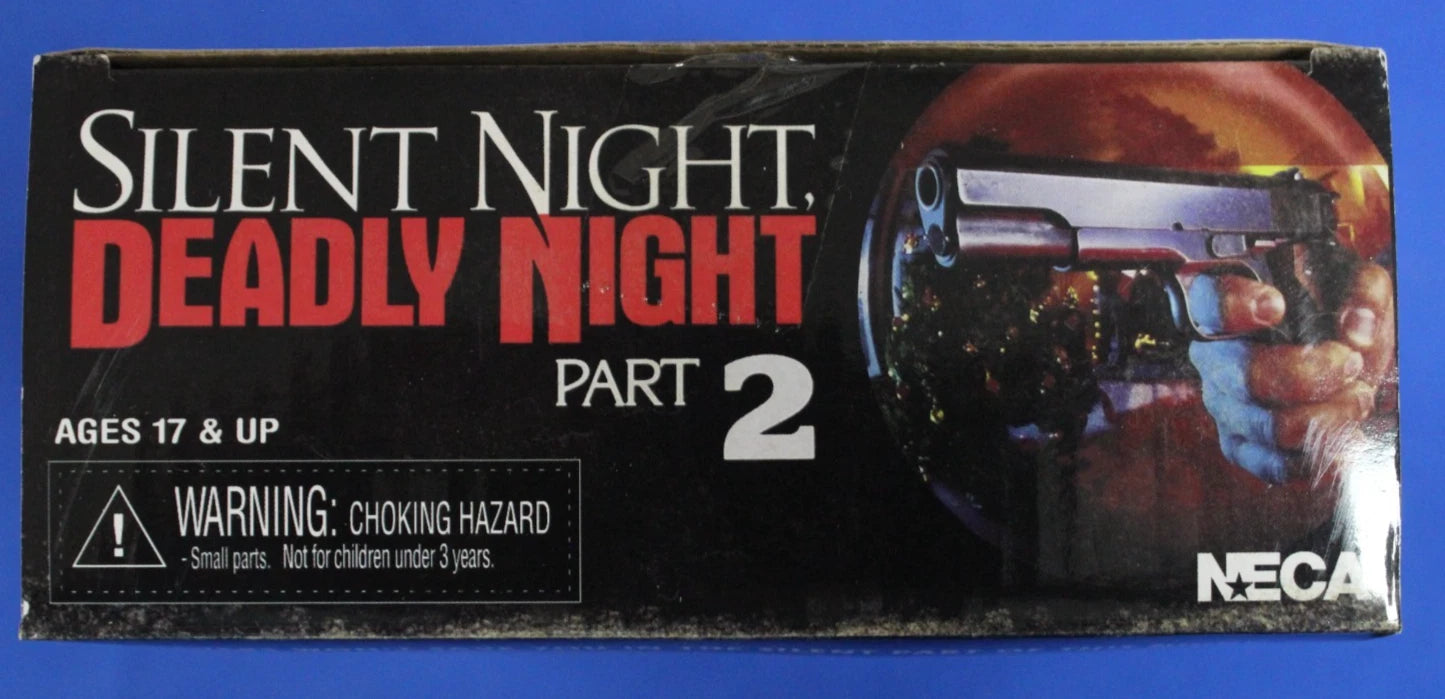 SILENT NIGHT,
DEADLY NIGHT
PART 2
AGES 17 & UP
! WARNING: CHOKING HAZARD
- Small parts. Not for children under 3 years.
NECA